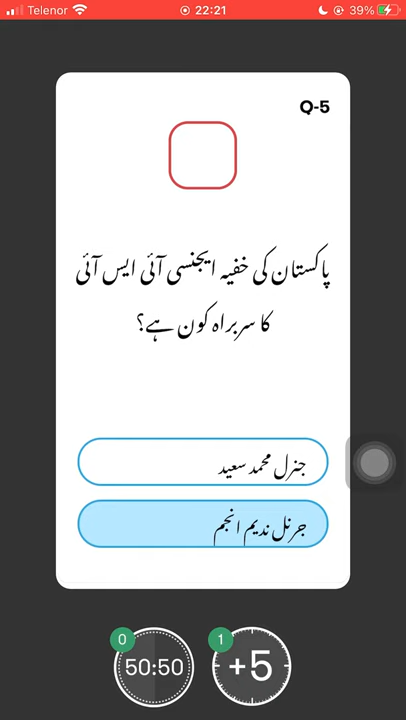 Telenor 22:21 39%
Q-5
پاکستان کی خفیہ ایجنسی آئی ایس آئی
کا سربراہ کون ہے؟
جنرل محمد سعید
جرنل ندیم انجم
0 1
50:50 +5